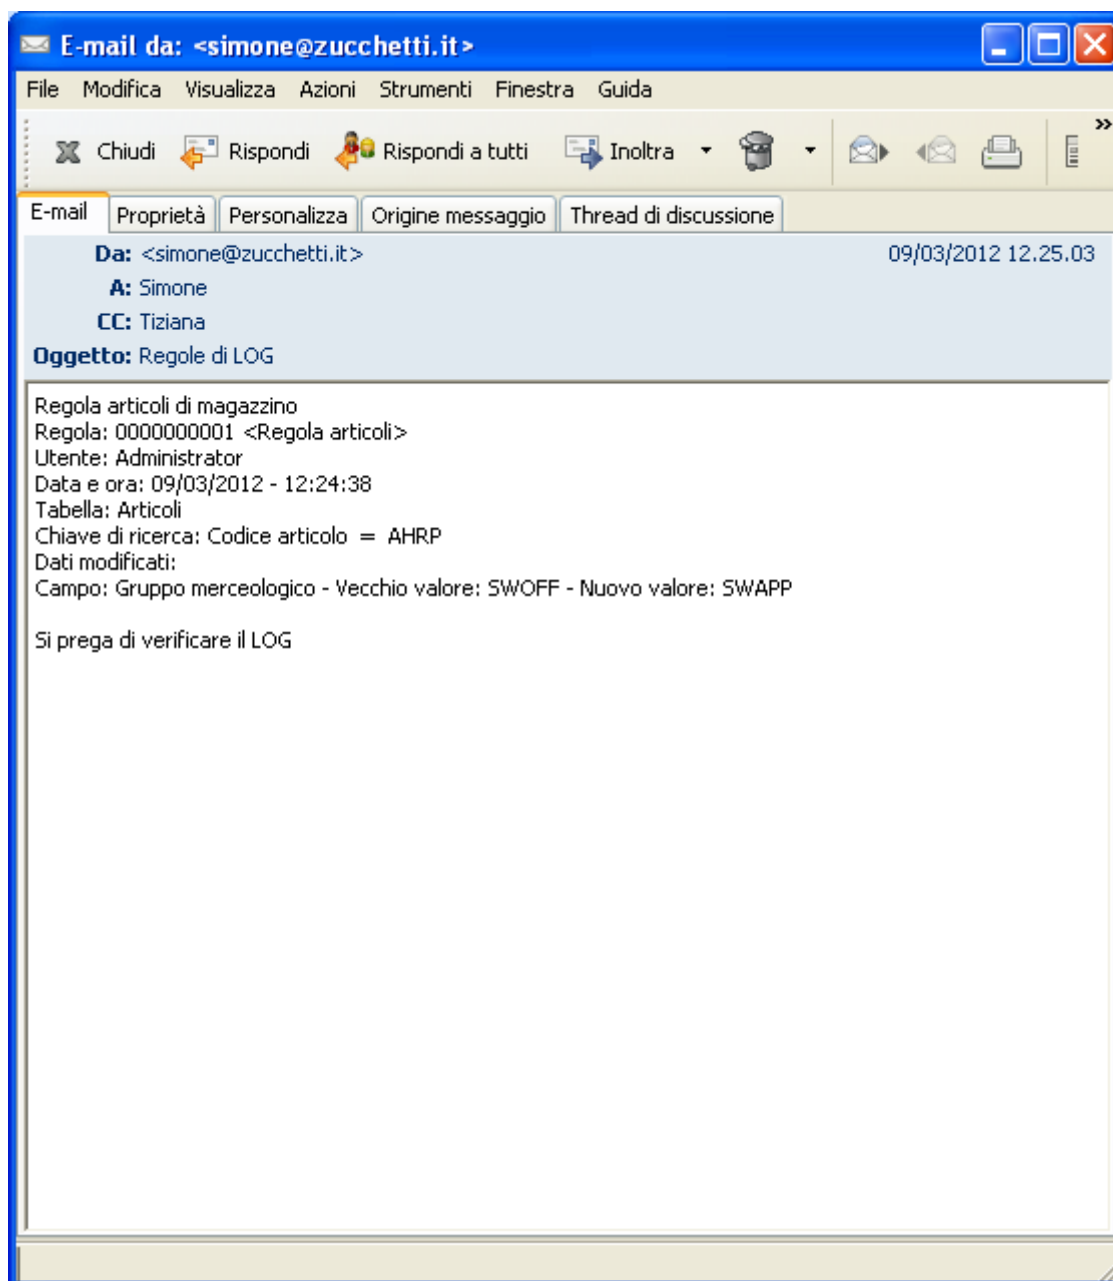 E-mail da: <simone@zucchetti.it>
File Modifica Visualizza Azioni Strumenti Finestra Guida
Chiudi Rispondi Rispondi a tutti Inoltra »
E-mail Proprietà Personalizza Origine messaggio Thread di discussione
Da: <simone@zucchetti.it> 09/03/2012 12.25.03
A: Simone
CC: Tiziana
Oggetto: Regole di LOG
Regola articoli di magazzino
Regola: 0000000001 <Regola articoli>
Utente: Administrator
Data e ora: 09/03/2012 - 12:24:38
Tabella: Articoli
Chiave di ricerca: Codice articolo = AHRP
Dati modificati:
Campo: Gruppo merceologico - Vecchio valore: SWOFF - Nuovo valore: SWAPP
Si prega di verificare il LOG